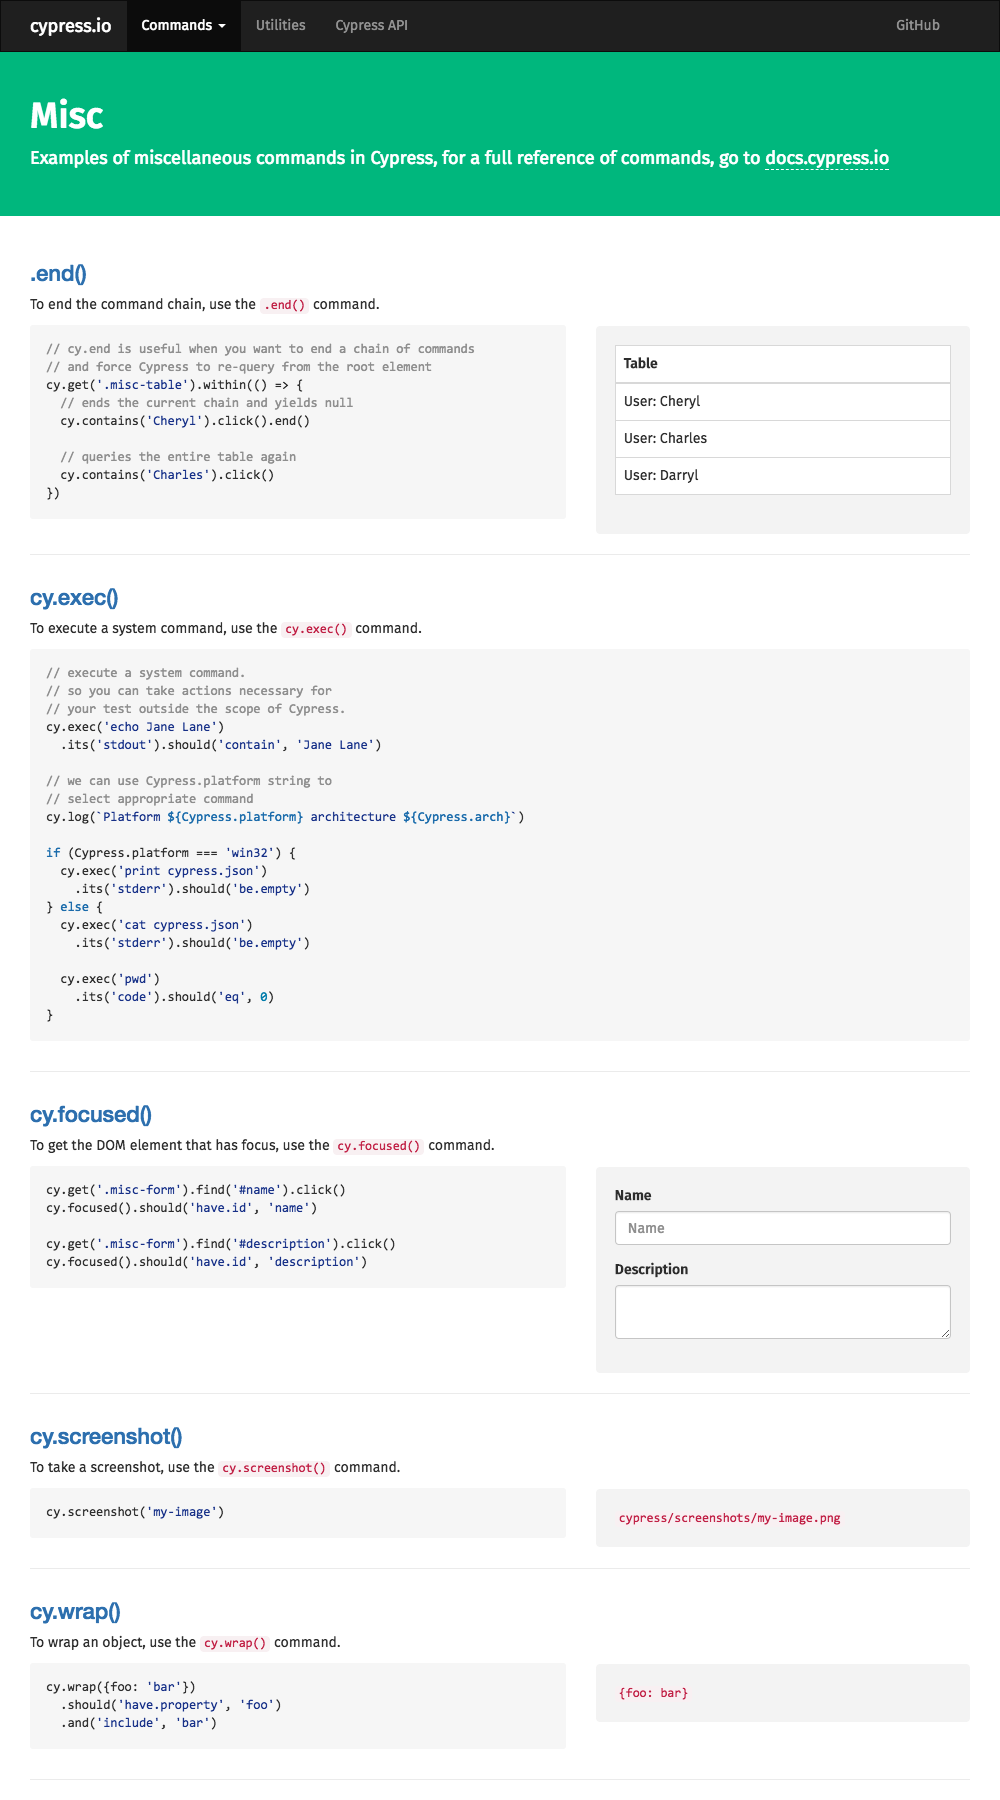 cypress.io Commands Utilities Cypress API GitHub
Misc
Examples of miscellaneous commands in Cypress, for a full reference of commands, go to docs.cypress.io
.end()
To end the command chain, use the .end() command.
// cy.end is useful when you want to end a chain of commands
// and force Cypress to re-query from the root element
cy.get('.misc-table').within(() => {
  // ends the current chain and yields null
  cy.contains('Cheryl').click().end()
  // queries the entire table again
  cy.contains('Charles').click()
})
Table
User: Cheryl
User: Charles
User: Darryl
cy.exec()
To execute a system command, use the cy.exec() command.
// execute a system command.
// so you can take actions necessary for
// your test outside the scope of Cypress.
cy.exec('echo Jane Lane')
  .its('stdout').should('contain', 'Jane Lane')
// we can use Cypress.platform string to
// select appropriate command
cy.log(`Platform ${Cypress.platform} architecture ${Cypress.arch}`)
if (Cypress.platform === 'win32') {
  cy.exec('print cypress.json')
    .its('stderr').should('be.empty')
} else {
  cy.exec('cat cypress.json')
    .its('stderr').should('be.empty')
  cy.exec('pwd')
    .its('code').should('eq', 0)
}
cy.focused()
To get the DOM element that has focus, use the cy.focused() command.
cy.get('.misc-form').find('#name').click()
cy.focused().should('have.id', 'name')
cy.get('.misc-form').find('#description').click()
cy.focused().should('have.id', 'description')
Name
Name
Description
cy.screenshot()
To take a screenshot, use the cy.screenshot() command.
cy.screenshot('my-image')
cypress/screenshots/my-image.png
cy.wrap()
To wrap an object, use the cy.wrap() command.
cy.wrap({foo: 'bar'})
  .should('have.property', 'foo')
  .and('include', 'bar')
{foo: bar}